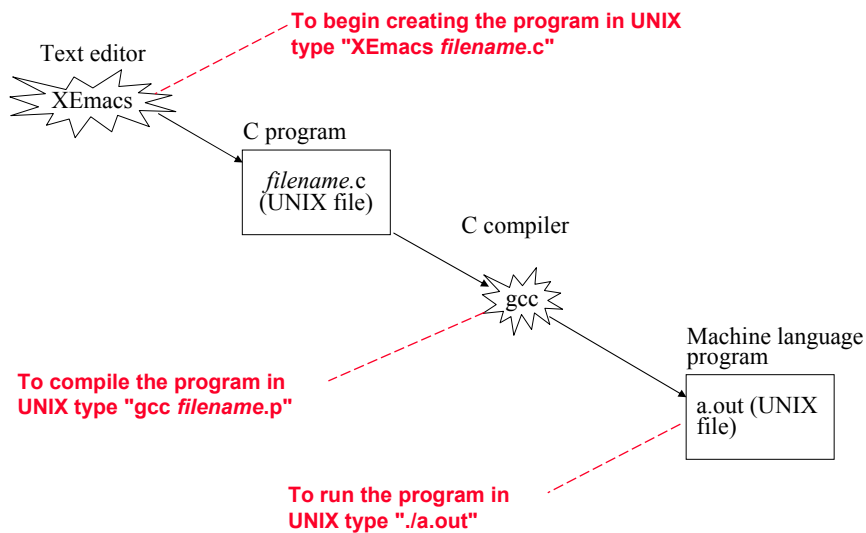 To begin creating the program in UNIX
type "XEmacs filename.c"
Text editor
XEmacs
C program
filename.c
(UNIX file)
C compiler
gcc
Machine language
program
To compile the program in
UNIX type "gcc filename.p"
a.out (UNIX
file)
To run the program in
UNIX type "./a.out"